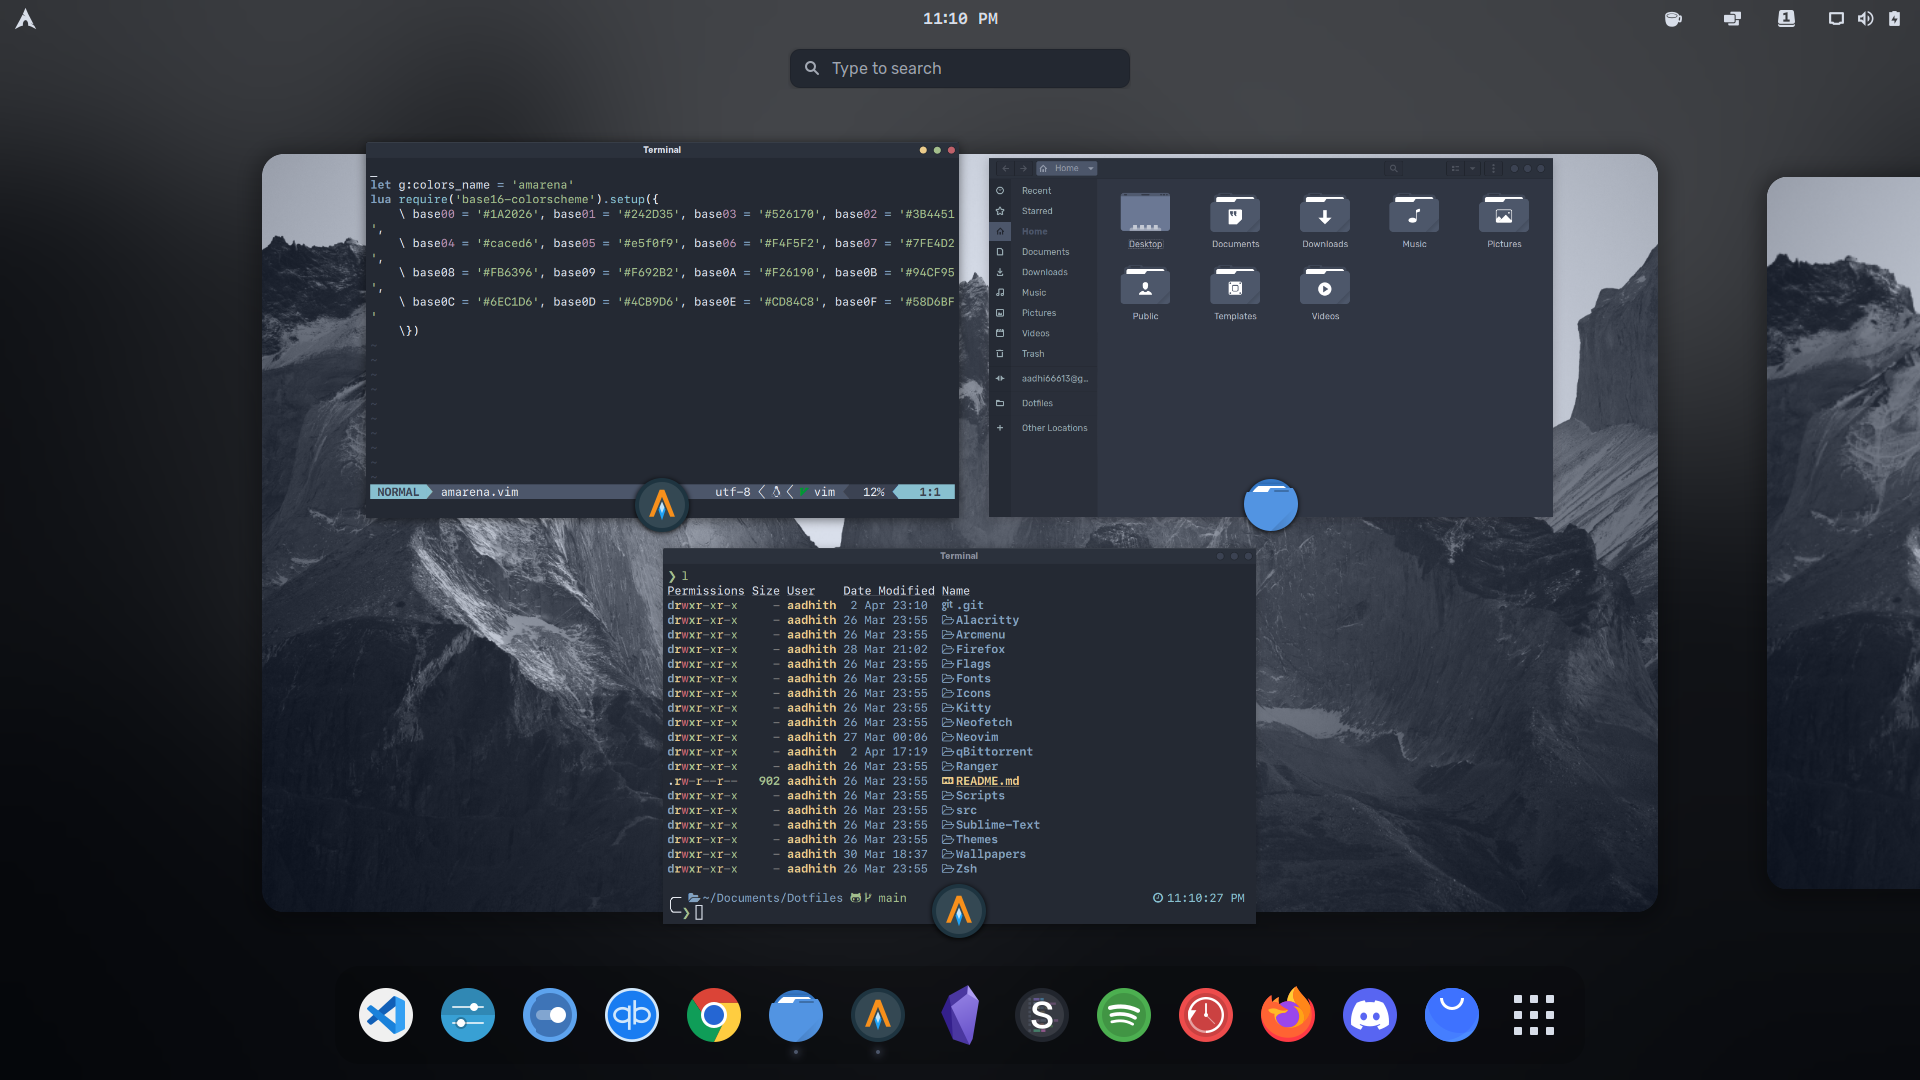 11:10 PM
1
Type to search
Terminal
let g:colors_name = 'amarena'
lua require('base16-colorscheme').setup({
\ base00 = '#1A2026', base01 = '#242D35', base03 = '#526170', base02 = '#3B4451
',
\ base04 = '#caced6', base05 = '#e5f0f9', base06 = '#F4F5F2', base07 = '#7FE4D2
',
\ base08 = '#FB6396', base09 = '#F692B2', base0A = '#F26190', base0B = '#94CF95
',
\ base0C = '#6EC1D6', base0D = '#4CB9D6', base0E = '#CD84C8', base0F = '#58D6BF
'
\})
NORMAL amarena.vim utf-8 vim 12% 1:1
Home
Recent
Starred
Home
Documents
Downloads
Music
Pictures
Videos
Trash
aadhi66613@g...
Dotfiles
Other Locations
Desktop Documents Downloads Music Pictures
Public Templates Videos
Terminal
❯ l
Permissions Size User Date Modified Name
drwxr-xr-x - aadhith 2 Apr 23:10 git .git
drwxr-xr-x - aadhith 26 Mar 23:55 Alacritty
drwxr-xr-x - aadhith 26 Mar 23:55 Arcmenu
drwxr-xr-x - aadhith 28 Mar 21:02 Firefox
drwxr-xr-x - aadhith 26 Mar 23:55 Flags
drwxr-xr-x - aadhith 26 Mar 23:55 Fonts
drwxr-xr-x - aadhith 26 Mar 23:55 Icons
drwxr-xr-x - aadhith 26 Mar 23:55 Kitty
drwxr-xr-x - aadhith 26 Mar 23:55 Neofetch
drwxr-xr-x - aadhith 27 Mar 00:06 Neovim
drwxr-xr-x - aadhith 2 Apr 17:19 qBittorrent
drwxr-xr-x - aadhith 26 Mar 23:55 Ranger
.rw-r--r-- 902 aadhith 26 Mar 23:55 README.md
drwxr-xr-x - aadhith 26 Mar 23:55 Scripts
drwxr-xr-x - aadhith 26 Mar 23:55 src
drwxr-xr-x - aadhith 26 Mar 23:55 Sublime-Text
drwxr-xr-x - aadhith 26 Mar 23:55 Themes
drwxr-xr-x - aadhith 30 Mar 18:37 Wallpapers
drwxr-xr-x - aadhith 26 Mar 23:55 Zsh
~/Documents/Dotfiles main 11:10:27 PM
❯